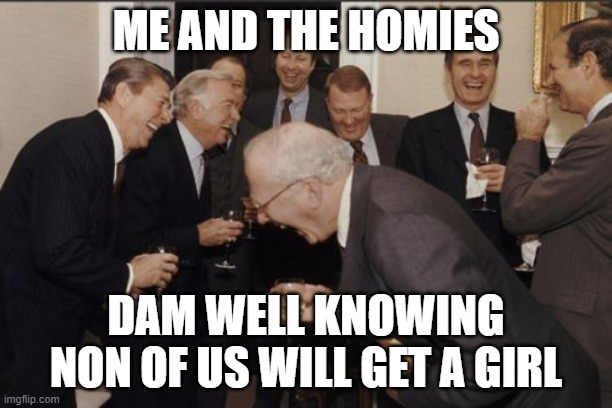 ME AND THE HOMIES
DAM WELL KNOWING
NON OF US WILL GET A GIRL
imgflip.com